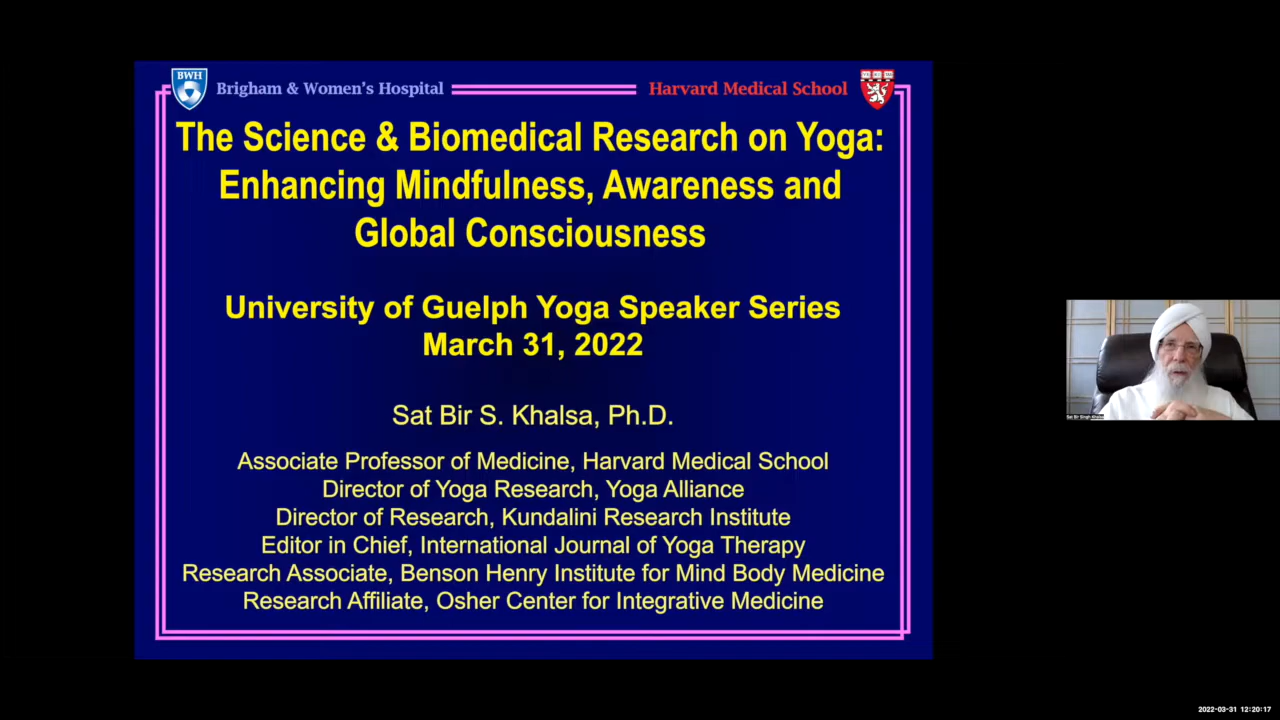 BWH
Brigham & Women's Hospital
Harvard Medical School
The Science & Biomedical Research on Yoga:
Enhancing Mindfulness, Awareness and
Global Consciousness
University of Guelph Yoga Speaker Series
March 31, 2022
Sat Bir S. Khalsa, Ph.D.
Associate Professor of Medicine, Harvard Medical School
Director of Yoga Research, Yoga Alliance
Director of Research, Kundalini Research Institute
Editor in Chief, International Journal of Yoga Therapy
Research Associate, Benson Henry Institute for Mind Body Medicine
Research Affiliate, Osher Center for Integrative Medicine
Sat Bir Singh Khalsa
2022-03-31 12:20:17